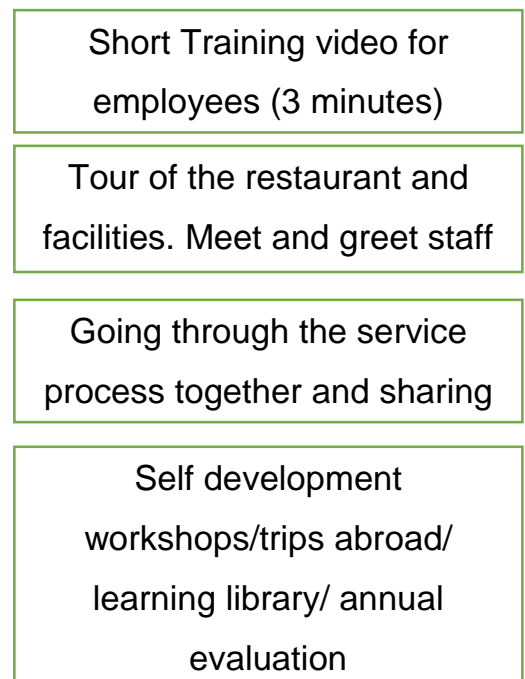 Short Training video for
employees (3 minutes)
Tour of the restaurant and
facilities. Meet and greet staff
Going through the service
process together and sharing
Self development
workshops/trips abroad/
learning library/ annual
evaluation